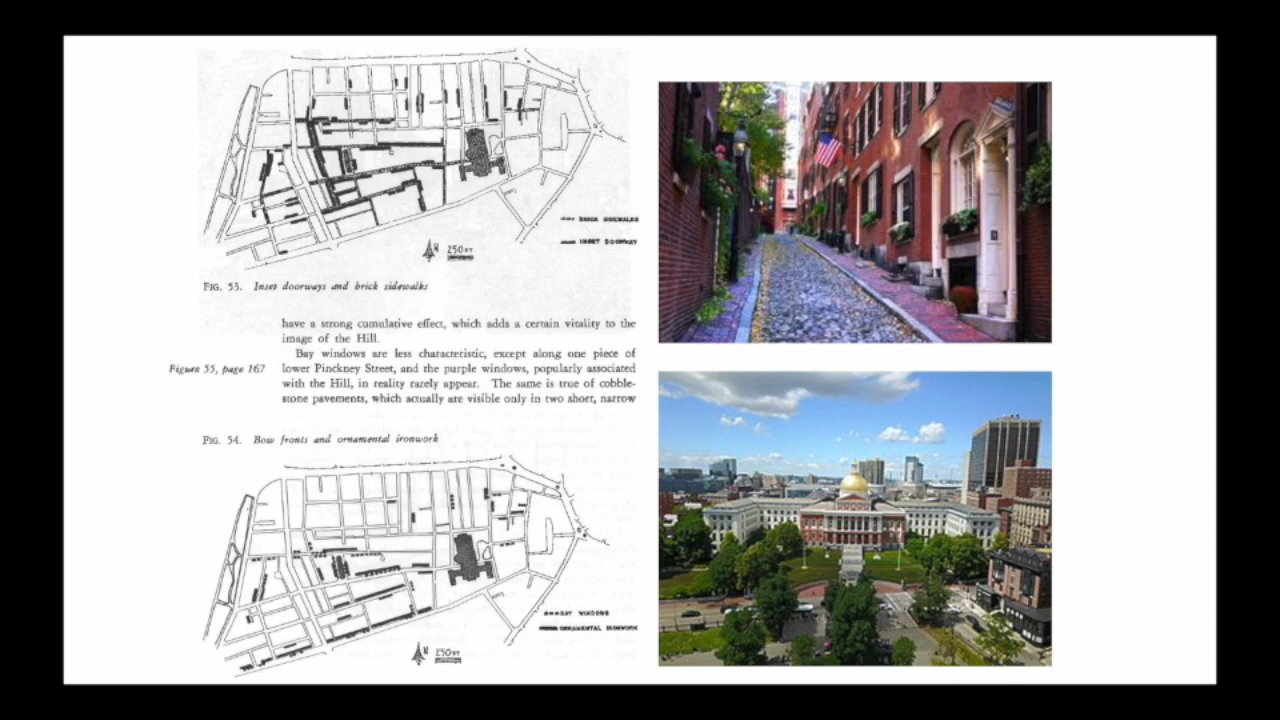 BRICK SIDEWALKS
INSET DOORWAY
N 250 FT
FIG. 53. Inset doorways and brick sidewalks
have a strong cumulative effect, which adds a certain vitality to the
image of the Hill.
Bay windows are less characteristic, except along one piece of
Figure 55, page 167
lower Pinckney Street, and the purple windows, popularly associated
with the Hill, in reality rarely appear. The same is true of cobble-
stone pavements, which actually are visible only in two short, narrow
FIG. 54. Bow fronts and ornamental ironwork
WINDOWS
ORNAMENTAL IRONWORK
N 250 FT